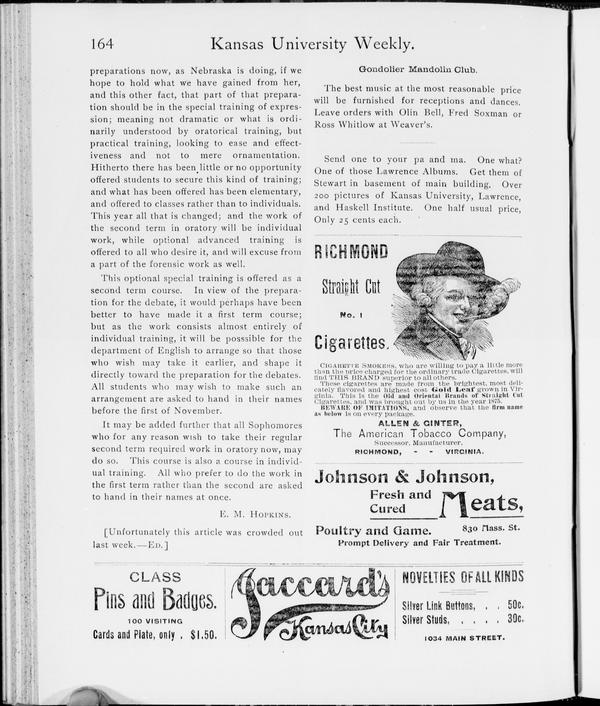 164
Kansas University Weekly.
preparations now, as Nebraska is doing, if we
hope to hold what we have gained from her,
and this other fact, that part of that prepara-
tion should be in the special training of expres-
sion; meaning not dramatic or what is ordi-
narily understood by oratorical training, but
practical training, looking to ease and effect-
iveness and not to mere ornamentation.
Hitherto there has been little or no opportunity
offered students to secure this kind of training;
and what has been offered has been elementary,
and offered to classes rather than to individuals.
This year all that is changed; and the work of
the second term in oratory will be individual
work, while optional advanced training is
offered to all who desire it, and will excuse from
a part of the forensic work as well.
This optional special training is offered as a
second term course. In view of the prepara-
tion for the debate, it would perhaps have been
better to have made it a first term course;
but as the work consists almost entirely of
individual training, it will be posssible for the
department of English to arrange so that those
who wish may take it earlier, and shape it
directly toward the preparation for the debates.
All students who may wish to make such an
arrangement are asked to hand in their names
before the first of November.
It may be added further that all Sophomores
who for any reason wish to take their regular
second term required work in oratory now, may
do so. This course is also a course in individ-
ual training. All who prefer to do the work in
the first term rather than the second are asked
to hand in their names at once.
E. M. HOPKINS.
[Unfortunately this article was crowded out
last week.—ED.]
Gondolier Mandolin Club.
The best music at the most reasonable price
will be furnished for receptions and dances.
Leave orders with Olin Bell, Fred Soxman or
Ross Whitlow at Weaver's.
Send one to your pa and ma. One what?
One of those Lawrence Albums. Get them of
Stewart in basement of main building. Over
200 pictures of Kansas University, Lawrence,
and Haskell Institute. One half usual price,
Only 25 cents each.
RICHMOND
Straight Cut
No. 1
Cigarettes.
CIGARETTE SMOKERS, who are willing to pay a little more
than the price charged for the ordinary trade Cigarettes, will
find THIS BRAND superior to all others.
These cigarettes are made from the brightest, most deli-
cately flavored and highest cost Gold Leaf grown in Vir-
ginia. This is the Old and Oriental Brands of Straight Cut
Cigarettes, and was brought out by us in the year 1875.
BEWARE OF IMITATIONS, and observe that the firm name
as below is on every package.
ALLEN & GINTER,
The American Tobacco Company,
Successor, Manufacturer,
RICHMOND, - - VIRGINIA.
Johnson & Johnson,
Fresh and
Cured Meats,
Poultry and Game. 830 Mass. St.
Prompt Delivery and Fair Treatment.
CLASS
Pins and Badges.
100 VISITING
Cards and Plate, only . $1.50.
Jaccard's
Kansas City
NOVELTIES OF ALL KINDS
Silver Link Buttons, . . 50c.
Silver Studs, . . . . . 30c.
1034 MAIN STREET.